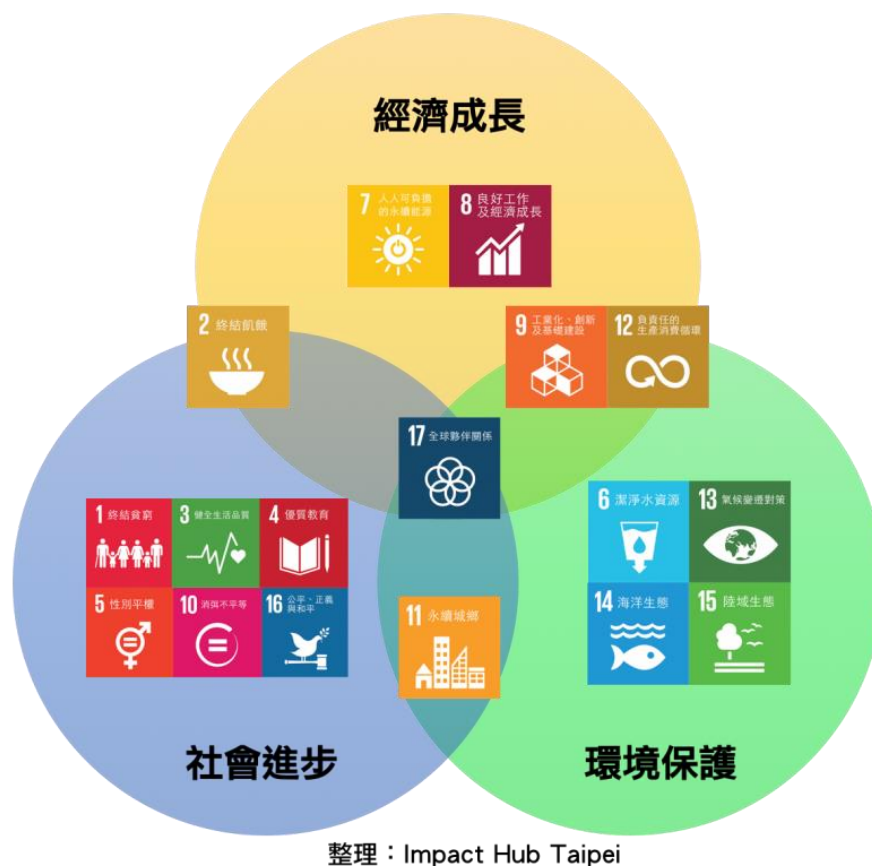 經濟成長
7 人人可負擔
的永續能源
8 良好工作
及經濟成長
2 終結飢餓
9 工業化、創新
及基礎建設
12 負責任的
生產消費循環
17 全球夥伴關係
1 終結貧窮
3 健全生活品質
4 優質教育
5 性別平權
10 消弭不平等
16 公平、正義
與和平
6 潔淨水資源
13 氣候變遷對策
14 海洋生態
15 陸域生態
11 永續城鄉
社會進步
環境保護
整理：Impact Hub Taipei